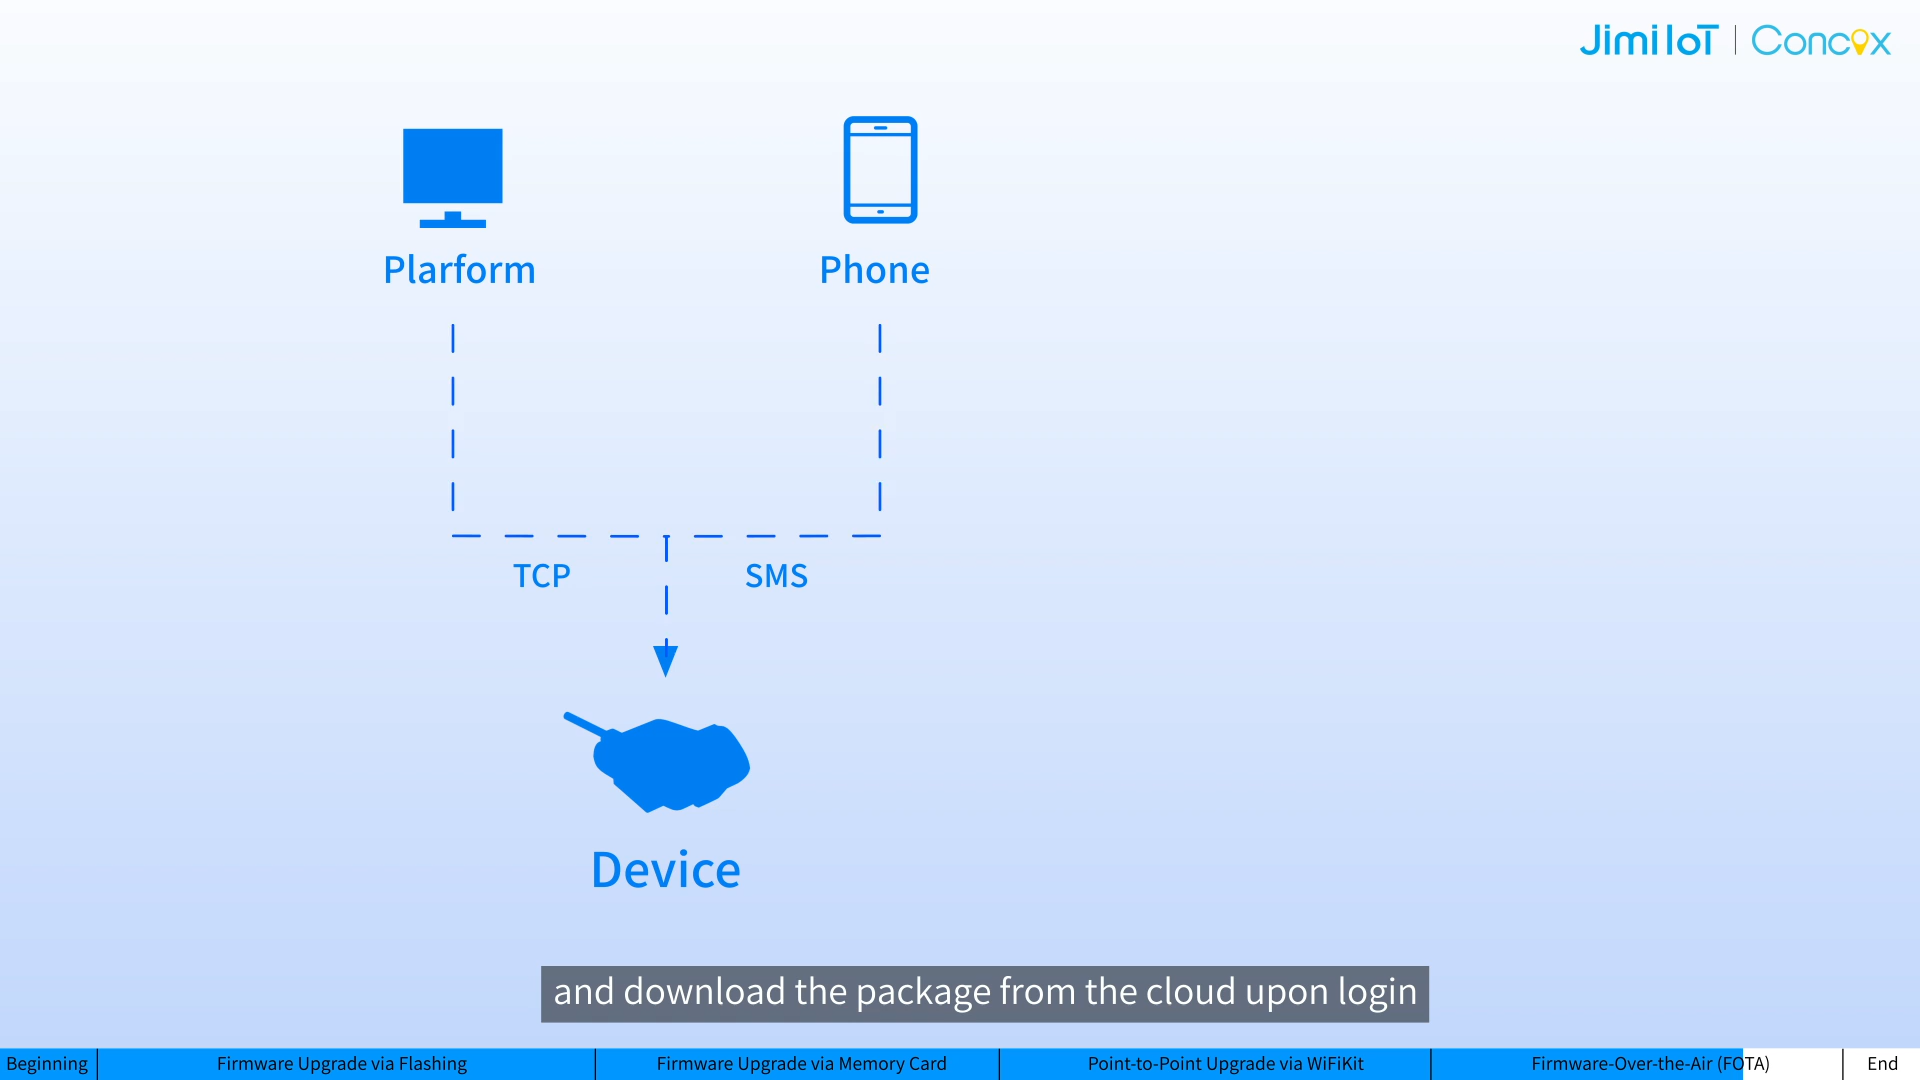 Jimi IoT | Concox
Plarform
Phone
TCP
SMS
Device
and download the package from the cloud upon login
Beginning
Firmware Upgrade via Flashing
Firmware Upgrade via Memory Card
Point-to-Point Upgrade via WiFiKit
Firmware-Over-the-Air (FOTA)
End